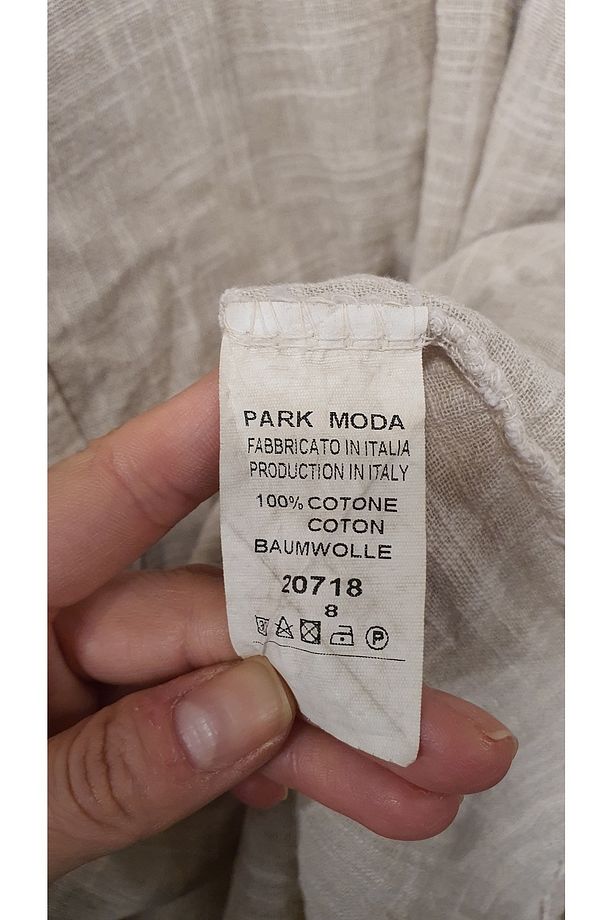 PARK MODA
FABBRICATO IN ITALIA
PRODUCTION IN ITALY
100% COTONE
COTON
BAUMWOLLE
20718
8
P